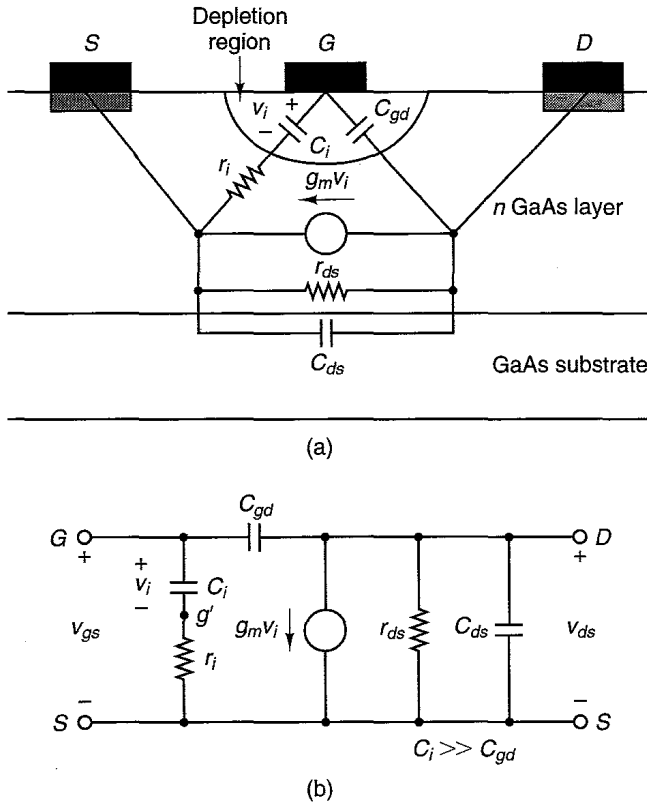 Depletion
region
S
G
D
v_i
+
−
C_i
C_gd
r_i
g_m v_i
n GaAs layer
r_ds
C_ds
GaAs substrate
(a)
C_gd
G
+
D
+
+
v_i
−
C_i
g'
v_gs
r_i
g_m v_i
r_ds
C_ds
v_ds
−
S
−
S
C_i >> C_gd
(b)